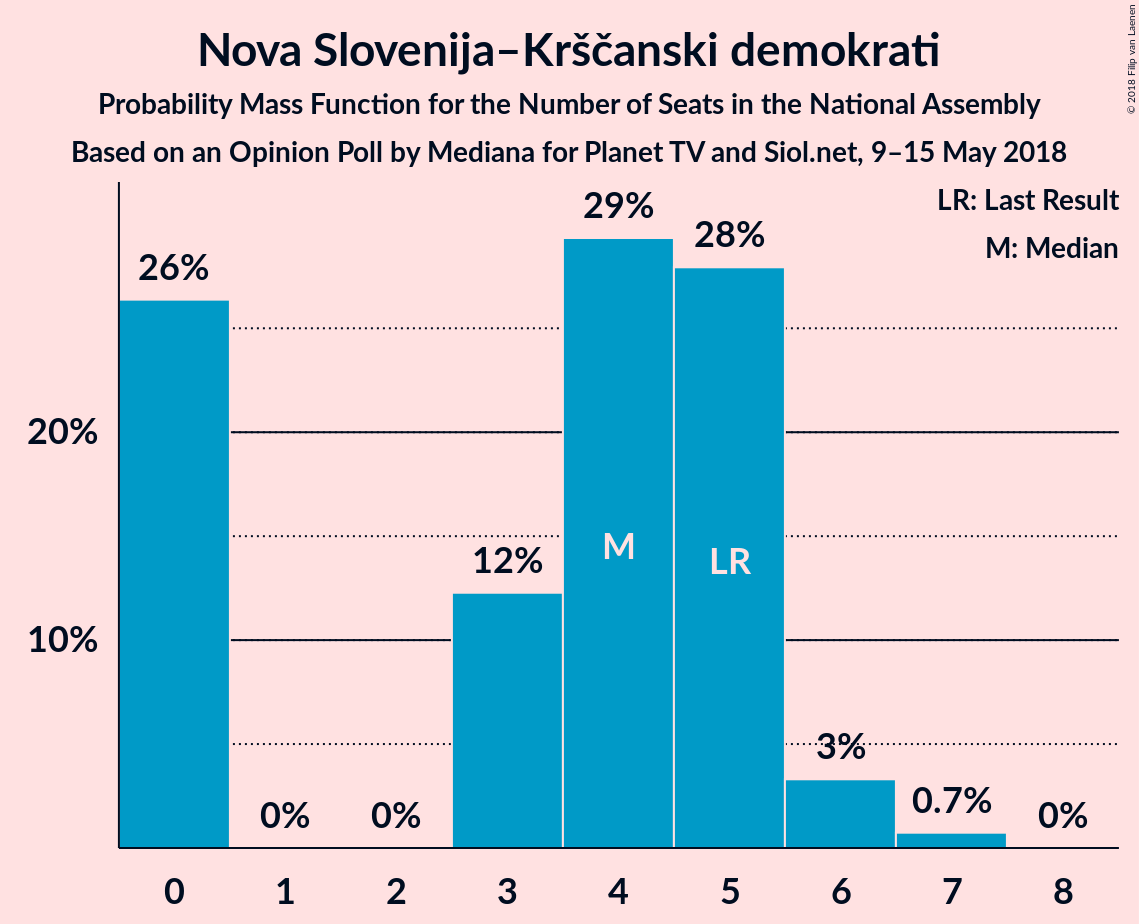 Nova Slovenija–Krščanski demokrati
Probability Mass Function for the Number of Seats in the National Assembly
Based on an Opinion Poll by Mediana for Planet TV and Siol.net, 9–15 May 2018
© 2018 Filip van Laenen
LR: Last Result
M: Median
29%
28%
26%
20%
M
LR
12%
10%
3%
0.7%
0%
0%
0%
0 1 2 3 4 5 6 7 8